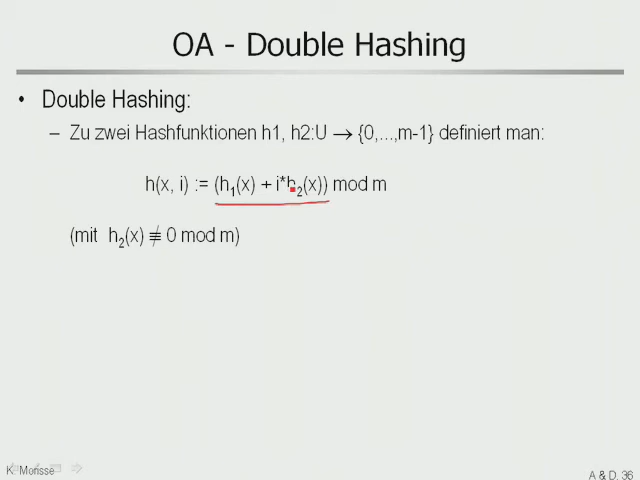 OA - Double Hashing
• Double Hashing:
– Zu zwei Hashfunktionen h1, h2:U → {0,...,m-1} definiert man:
h(x, i) := (h₁(x) + i*h₂(x)) mod m
(mit h₂(x) ≢ 0 mod m)
K. Morisse
A & D. 36